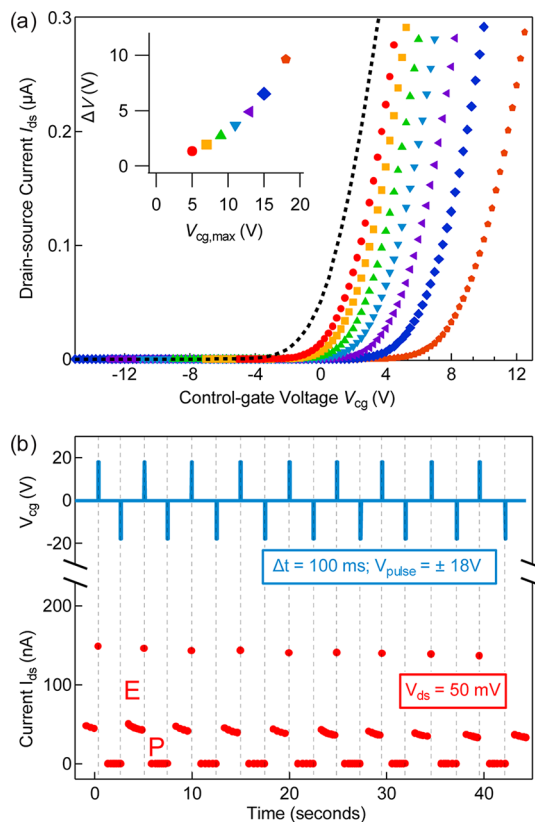 (a)
0.3
0.2
0.1
0
Drain-source Current Ids (μA)
10
5
0
ΔV (V)
0 5 10 15 20
Vcg,max (V)
-12 -8 -4 0 4 8 12
Control-gate Voltage Vcg (V)
(b)
20
0
-20
Vcg (V)
Δt = 100 ms; Vpulse = ± 18V
200
100
50
0
Current Ids (nA)
E
P
Vds = 50 mV
0 10 20 30 40
Time (seconds)